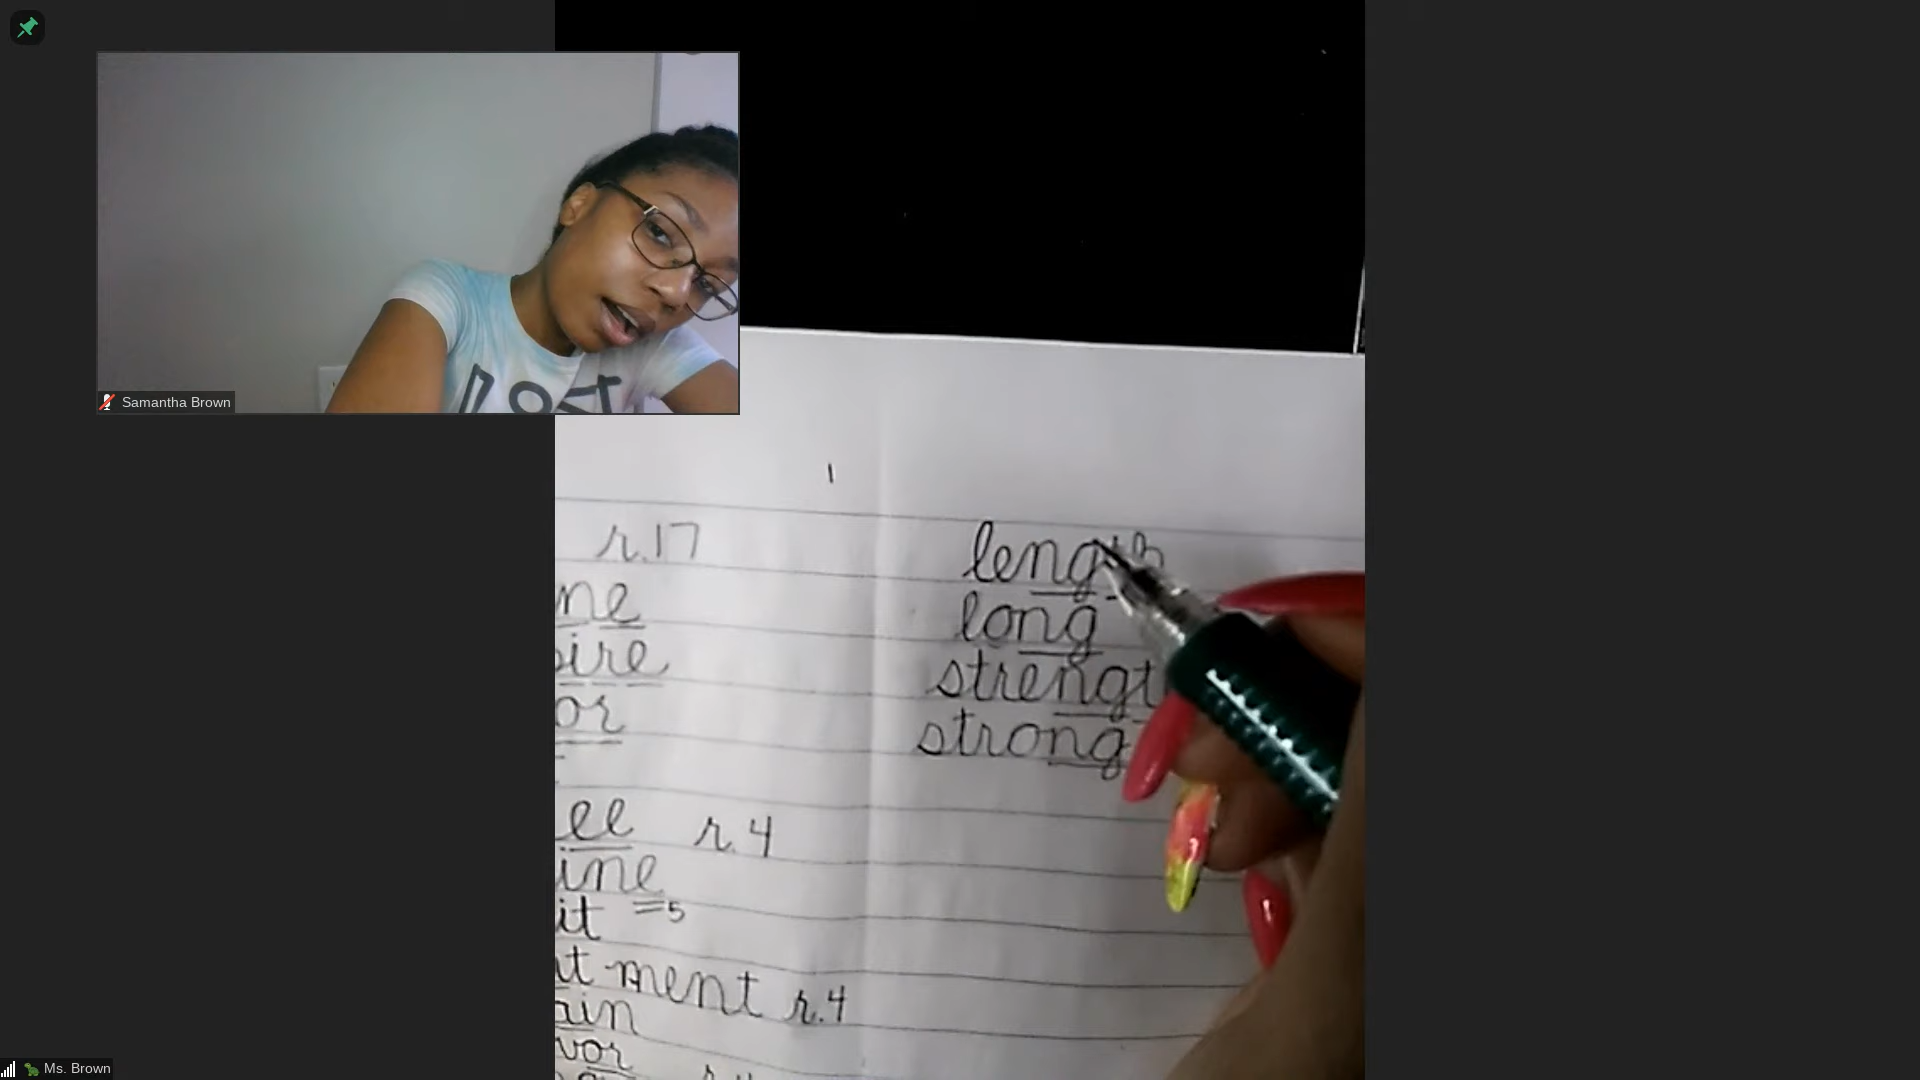 Samantha Brown
1
r.17
length
ne
long
ire
or
strong
ee r.4
ine
5
it
ment r.4
ain
vor
Ms. Brown